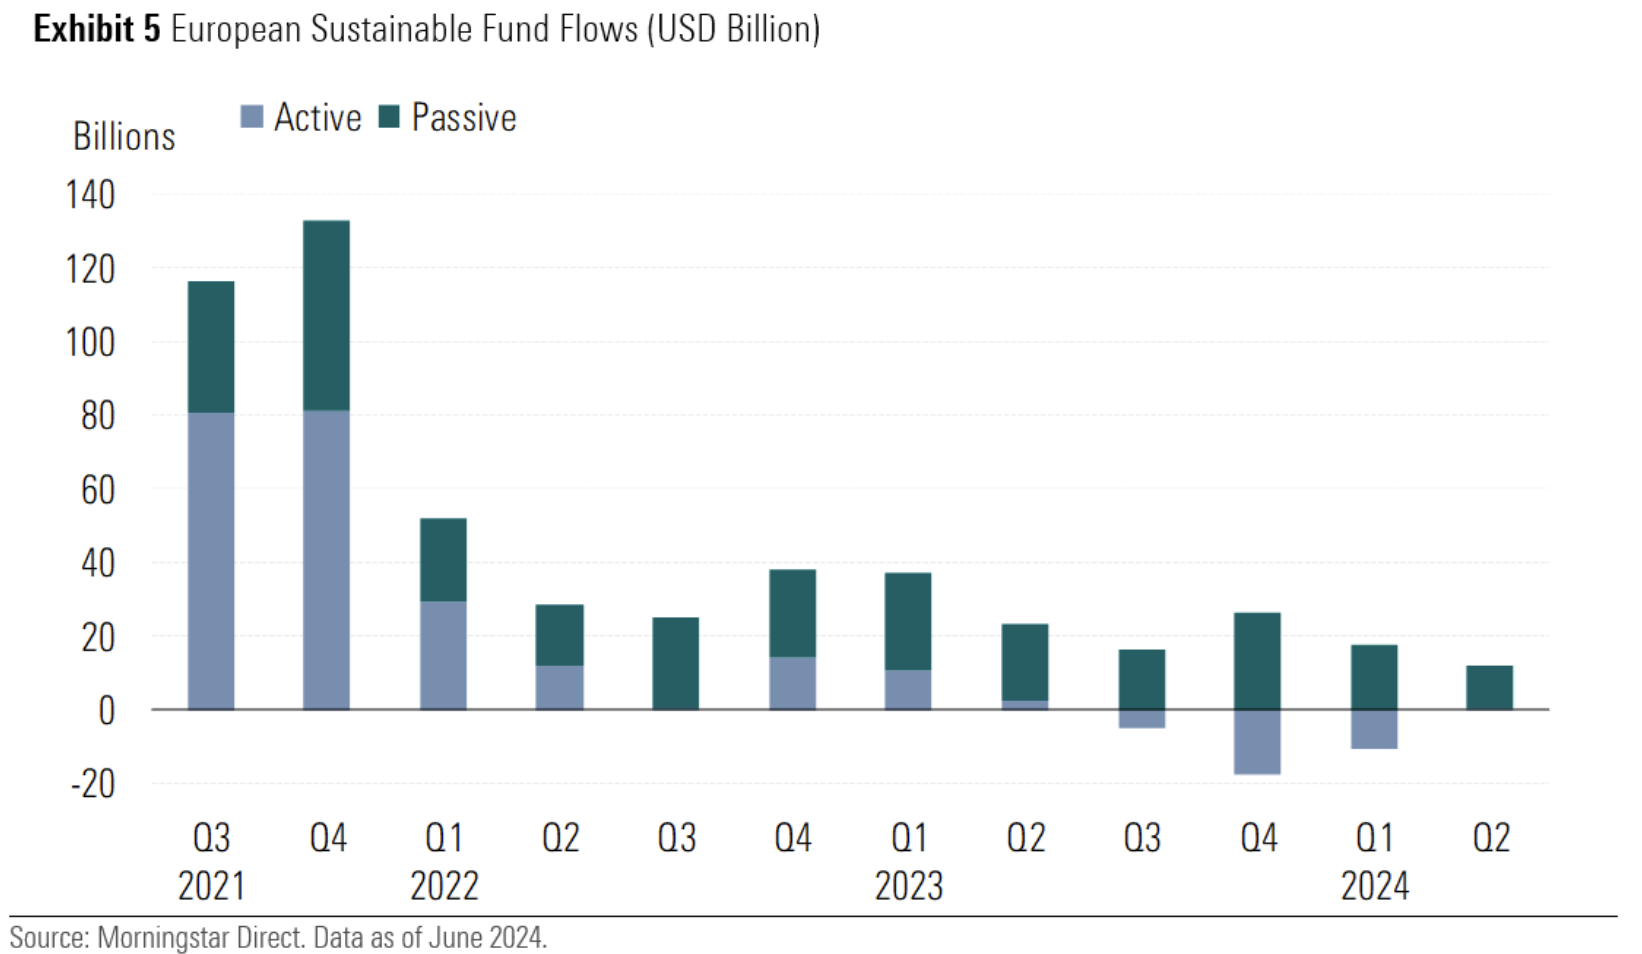 Exhibit 5 European Sustainable Fund Flows (USD Billion)
Active Passive
Billions
140
120
100
80
60
40
20
0
-20
Q3 Q4 Q1 Q2 Q3 Q4 Q1 Q2 Q3 Q4 Q1 Q2
2021 2022 2023 2024
Source: Morningstar Direct. Data as of June 2024.